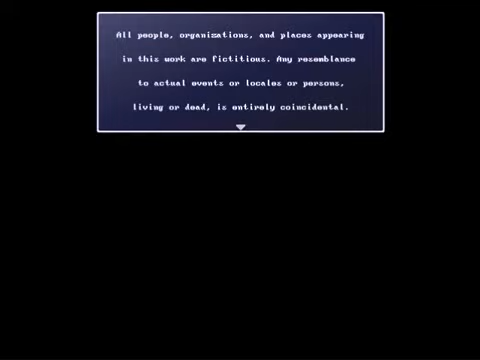 All people, organizations, and places appearing
in this work are fictitious. Any resemblance
to actual events or locales or persons,
living or dead, is entirely coincidental.